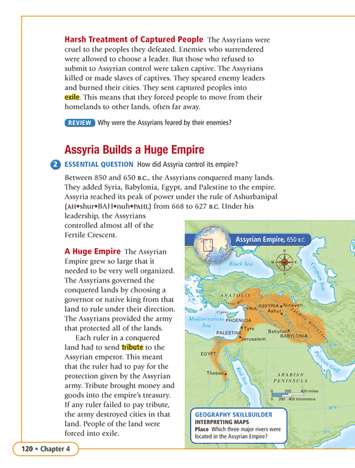 Harsh Treatment of Captured People The Assyrians were
cruel to the peoples they defeated. Enemies who surrendered
were allowed to choose a leader. But those who refused to
submit to Assyrian control were taken captive. The Assyrians
killed or made slaves of captives. They speared enemy leaders
and burned their cities. They sent captured peoples into
exile. This means that they forced people to move from their
homelands to other lands, often far away.
REVIEW Why were the Assyrians feared by their enemies?
Assyria Builds a Huge Empire
2 ESSENTIAL QUESTION How did Assyria control its empire?
Between 850 and 650 B.C., the Assyrians conquered many lands.
They added Syria, Babylonia, Egypt, and Palestine to the empire.
Assyria reached its peak of power under the rule of Ashurbanipal
(AH•shur•BAH•nuh•PAHL) from 668 to 627 B.C. Under his
leadership, the Assyrians
controlled almost all of the
Fertile Crescent.
A Huge Empire The Assyrian
Empire grew so large that it
needed to be very well organized.
The Assyrians governed the
conquered lands by choosing a
governor or native king from that
land to rule under their direction.
The Assyrians provided the army
that protected all of the lands.
Each ruler in a conquered
land had to send tribute to the
Assyrian emperor. This meant
that the ruler had to pay for the
protection given by the Assyrian
army. Tribute brought money and
goods into the empire's treasury.
If any ruler failed to pay tribute,
the army destroyed cities in that
land. People of the land were
forced into exile.
Assyrian Empire, 650 B.C.
Black Sea
Caspian Sea
ANATOLIA
ASSYRIA
Nineveh
SYRIA
Ashur
Cyprus
Mediterranean
Sea
PHOENICIA
Tyre
Babylon
BABYLONIA
PALESTINE
Jerusalem
EGYPT
Persian Gulf
Thebes
Red Sea
ARABIAN
PENINSULA
0 200 400 miles
0 200 400 kilometers
GEOGRAPHY SKILLBUILDER
INTERPRETING MAPS
Place Which three major rivers were
located in the Assyrian Empire?
120 • Chapter 4